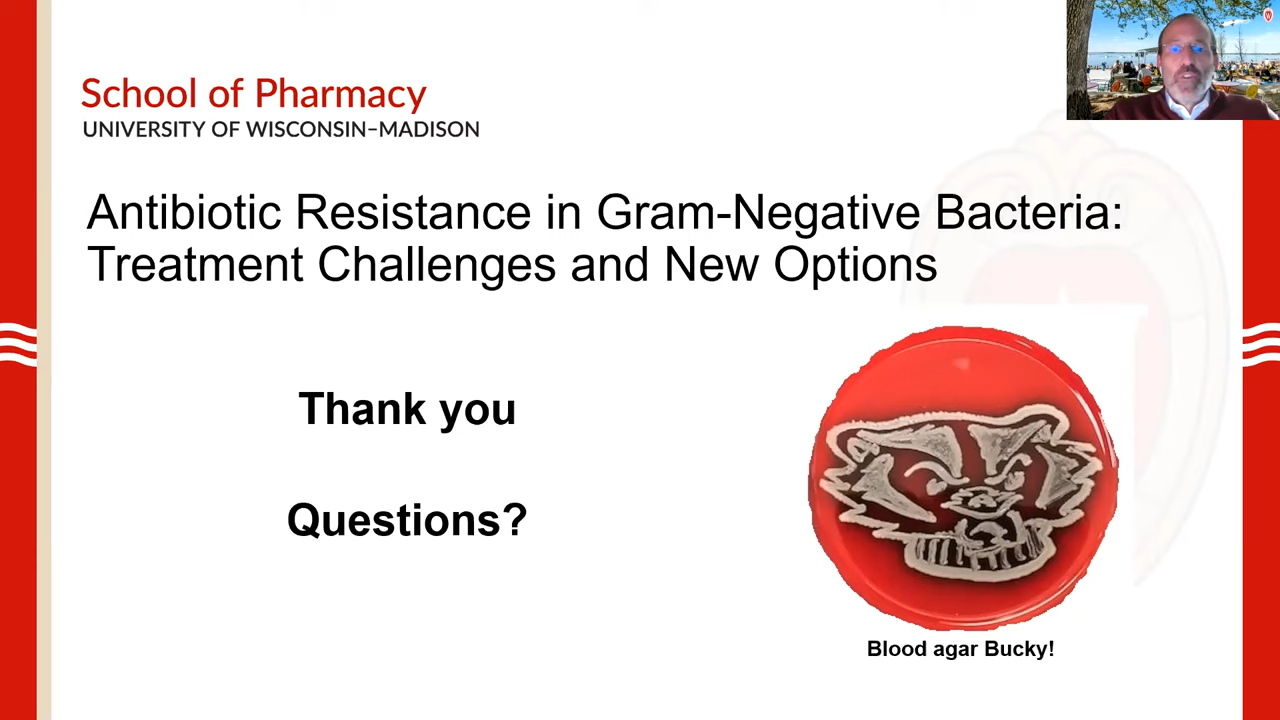 School of Pharmacy
UNIVERSITY OF WISCONSIN–MADISON
Antibiotic Resistance in Gram-Negative Bacteria:
Treatment Challenges and New Options
Thank you
Questions?
Blood agar Bucky!